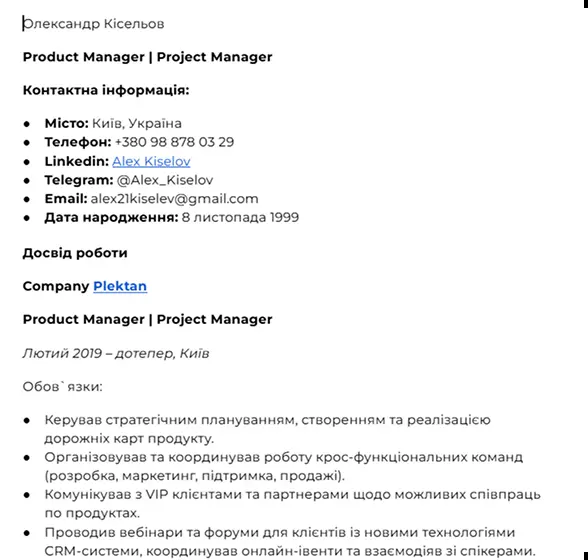 Олександр Кісельов
Product Manager | Project Manager
Контактна інформація:
● Місто: Київ, Україна
● Телефон: +380 98 878 03 29
● Linkedin: Alex Kiselov
● Telegram: @Alex_Kiselov
● Email: alex21kiselev@gmail.com
● Дата народження: 8 листопада 1999
Досвід роботи
Company Plektan
Product Manager | Project Manager
Лютий 2019 – дотепер, Київ
Обов`язки:
● Керував стратегічним плануванням, створенням та реалізацією
дорожніх карт продукту.
● Організовував та координував роботу крос-функціональних команд
(розробка, маркетинг, підтримка, продажі).
● Комунікував з VIP клієнтами та партнерами щодо можливих співпраць
по продуктах.
● Проводив вебінари та форуми для клієнтів із новими технологіями
CRM-системи, координував онлайн-івенти та взаємодіяв зі спікерами.